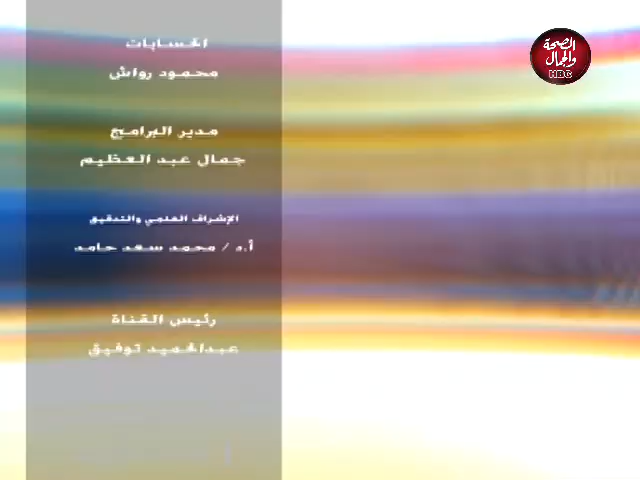 الصحة
والجمال
HBC
الحسابات
محمود رواش
مدير البرامج
جمال عبد العظيم
الإشراف العلمي والتدقيق
أ.د / محمد سعد حامد
رئيس القناة
عبدالحميد توفيق